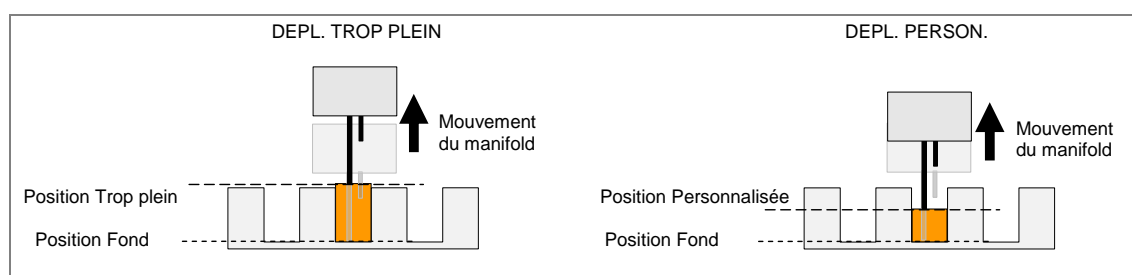 DEPL. TROP PLEIN
Mouvement
du manifold
Position Trop plein
Position Fond
DEPL. PERSON.
Mouvement
du manifold
Position Personnalisée
Position Fond